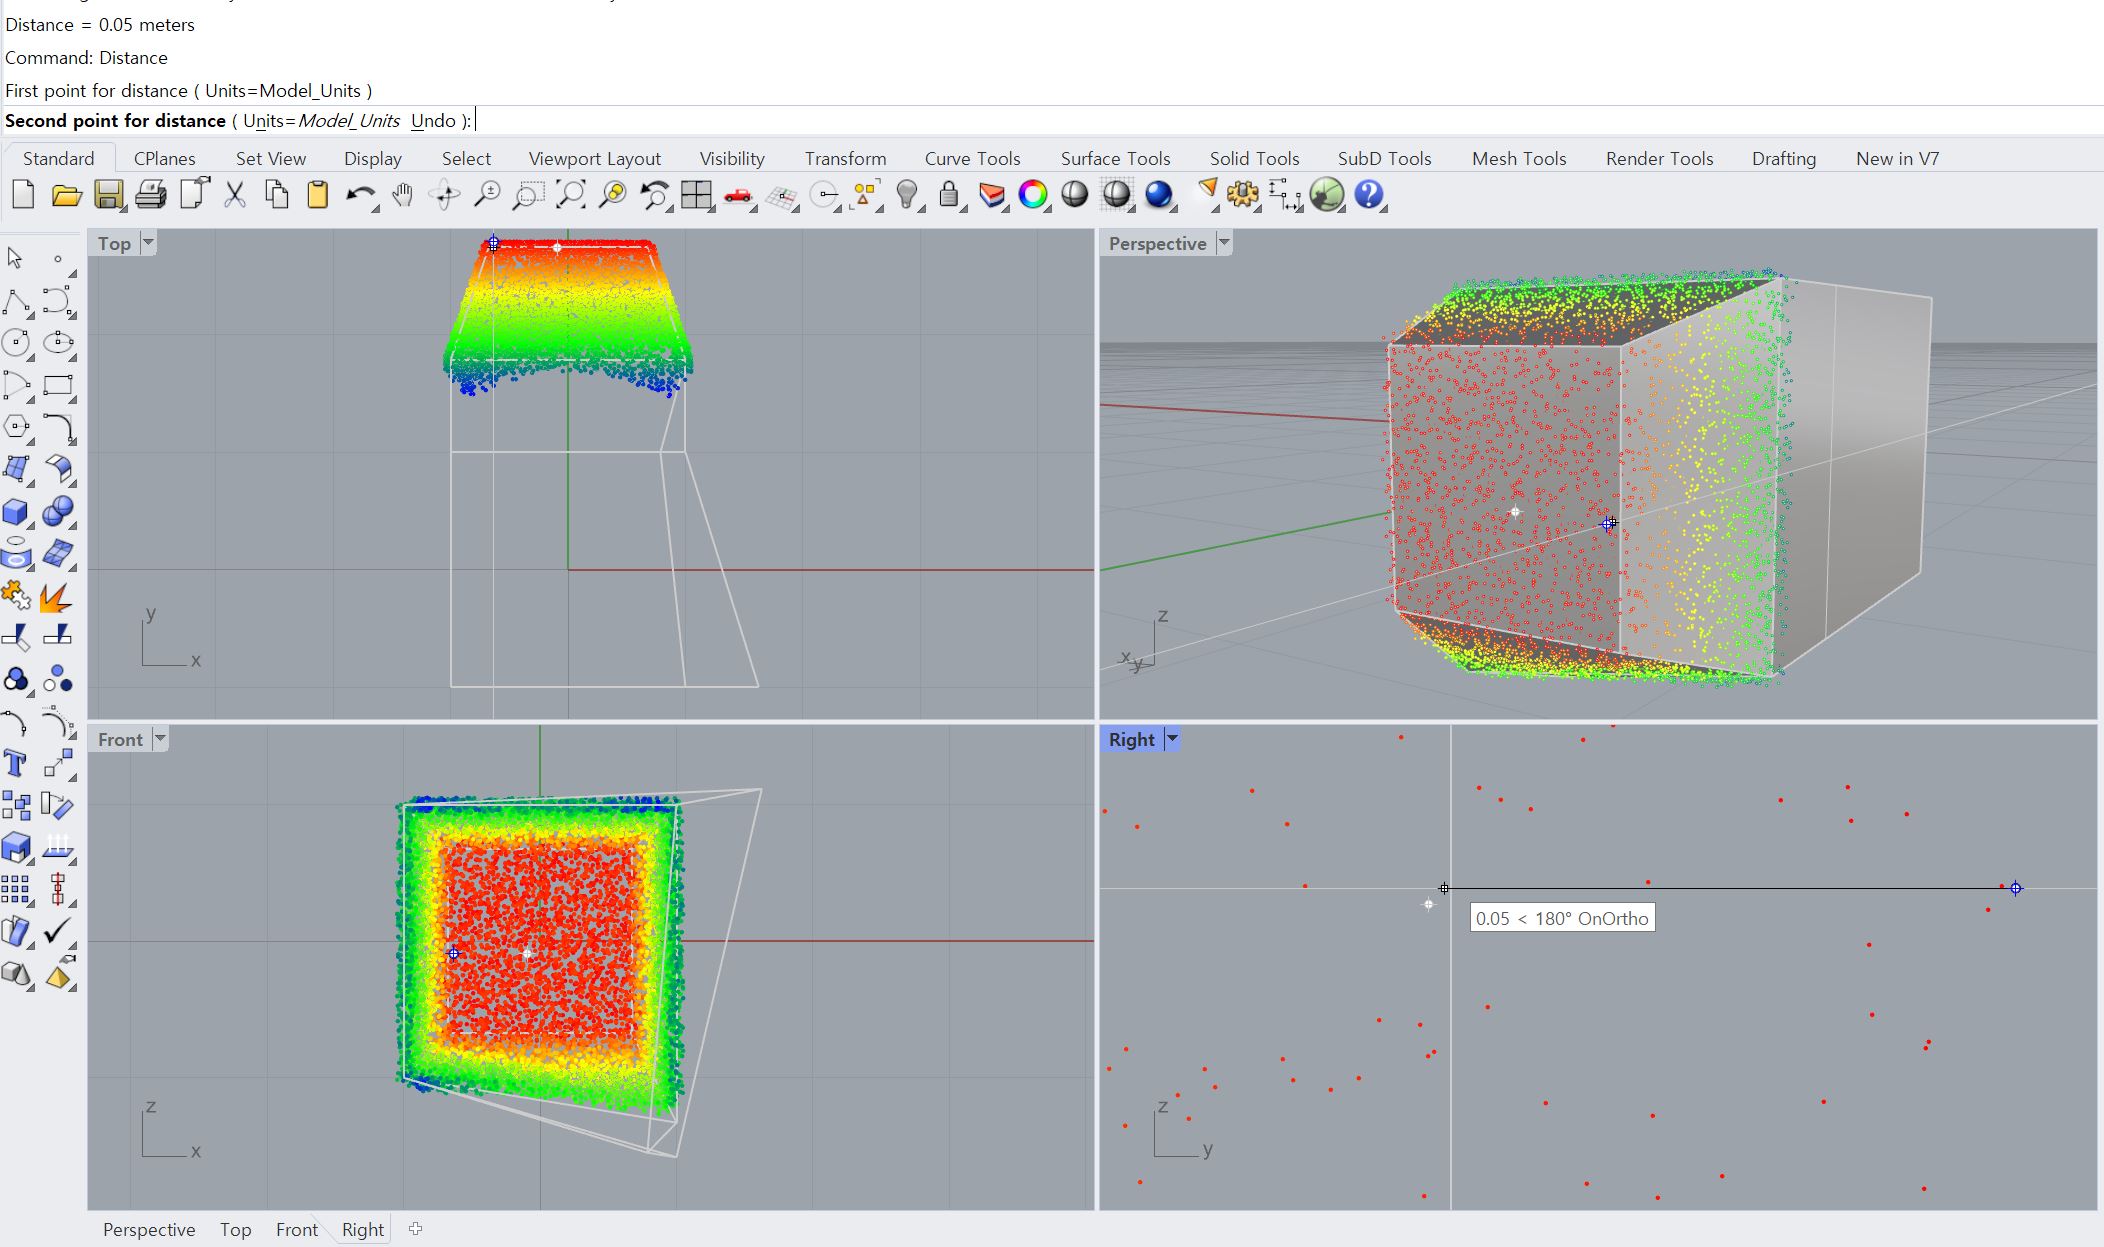 Distance = 0.05 meters
Command: Distance
First point for distance ( Units=Model_Units )
Second point for distance ( Units=Model_Units Undo ):
Standard CPlanes Set View Display Select Viewport Layout Visibility Transform Curve Tools Surface Tools Solid Tools SubD Tools Mesh Tools Render Tools Drafting New in V7
Top
y
x
Perspective
z
x
y
Front
z
x
Right
0.05 < 180° OnOrtho
z
y
Perspective Top Front Right